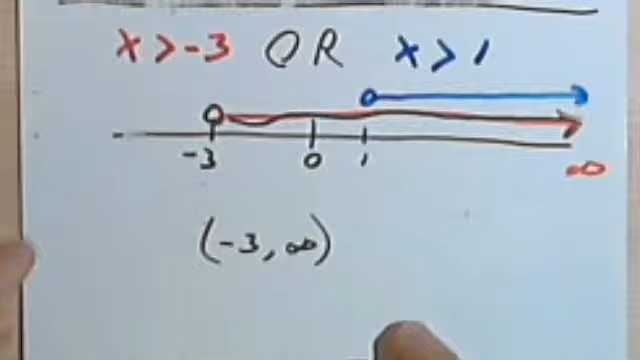 x > -3 OR x > 1
-3 0 1 ∞
(-3, ∞)